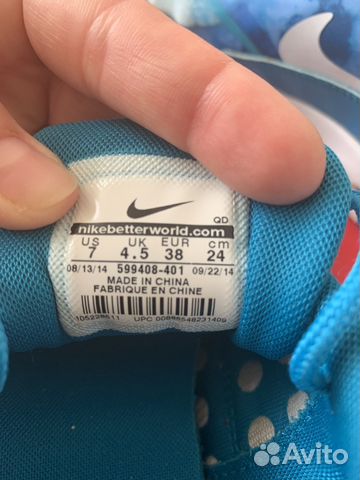 QD
nikebetterworld.com
US UK EUR cm
7 4.5 38 24
08/13/14 599408-401 09/22/14
MADE IN CHINA
FABRIQUE EN CHINE
UPC
Avito